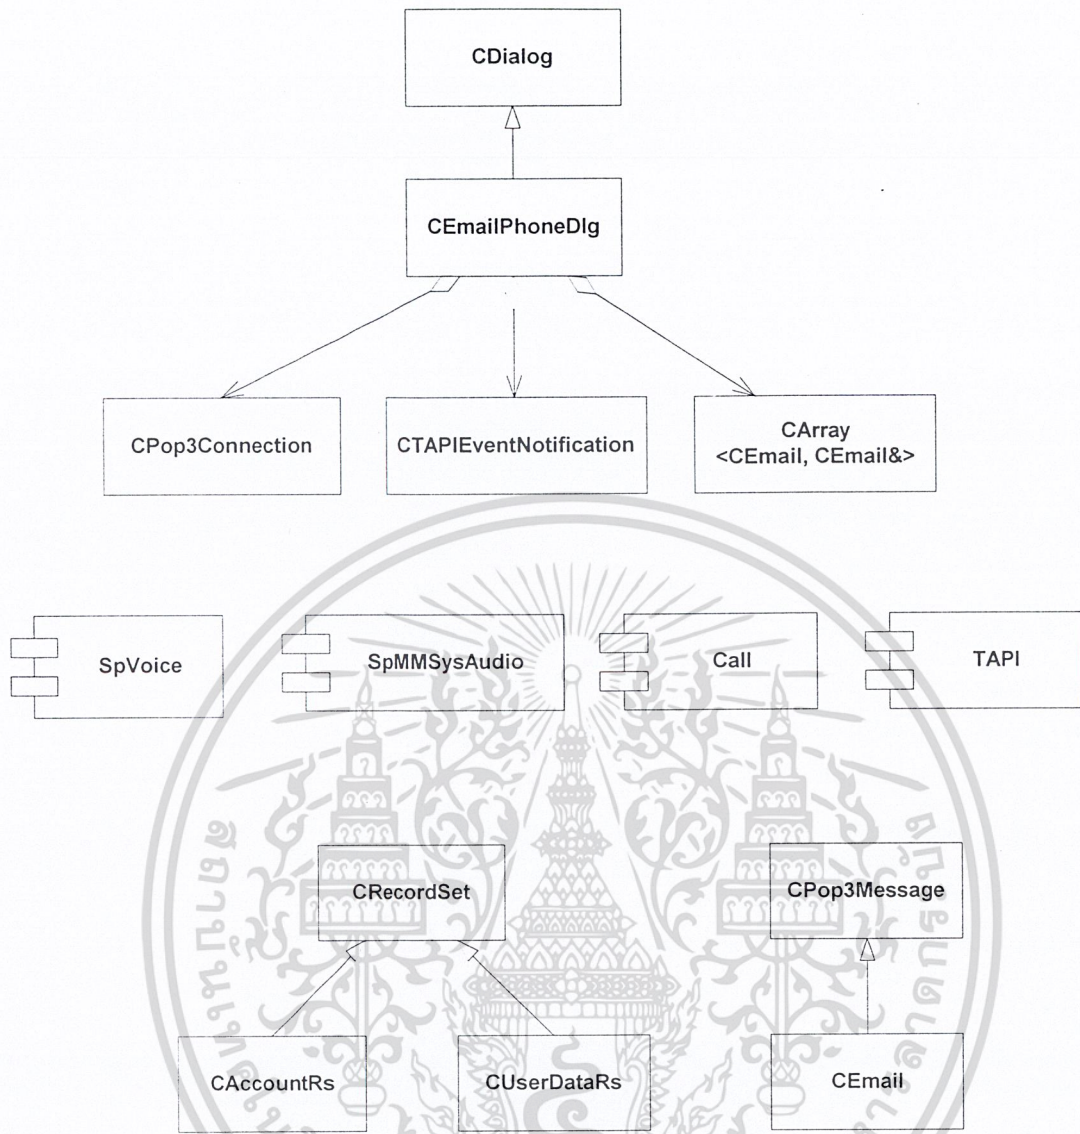 CDialog
CEmailPhoneDlg
CPop3Connection
CTAPIEventNotification
CArray
<CEmail, CEmail&>
SpVoice
SpMMSysAudio
Call
TAPI
CRecordSet
CPop3Message
CAccountRs
CUserDataRs
CEmail